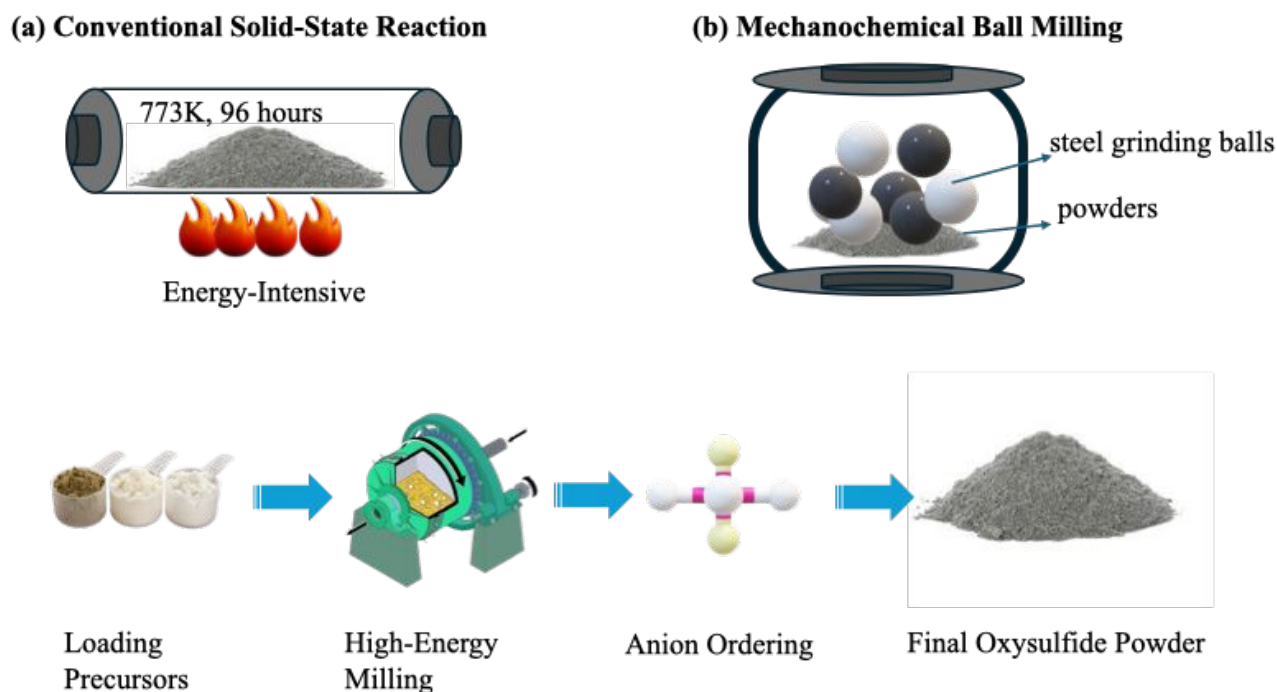 (a) Conventional Solid-State Reaction
(b) Mechanochemical Ball Milling
773K, 96 hours
Energy-Intensive
steel grinding balls
powders
Loading
Precursors
High-Energy
Milling
Anion Ordering
Final Oxysulfide Powder